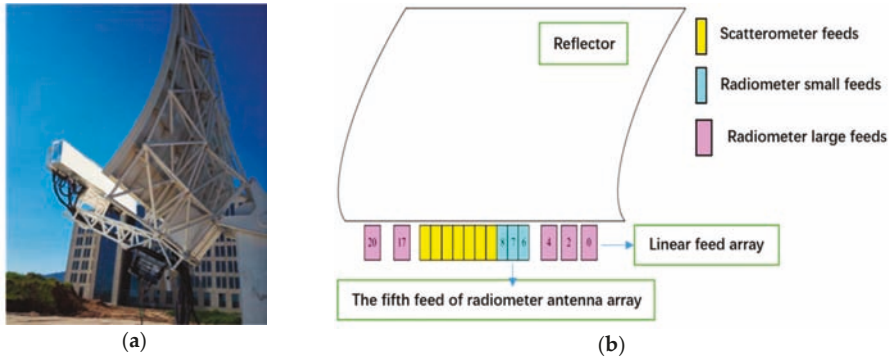 Reflector
Scatterometer feeds
Radiometer small feeds
Radiometer large feeds
20 17 8 7 6 4 2 0
Linear feed array
The fifth feed of radiometer antenna array
(a)
(b)